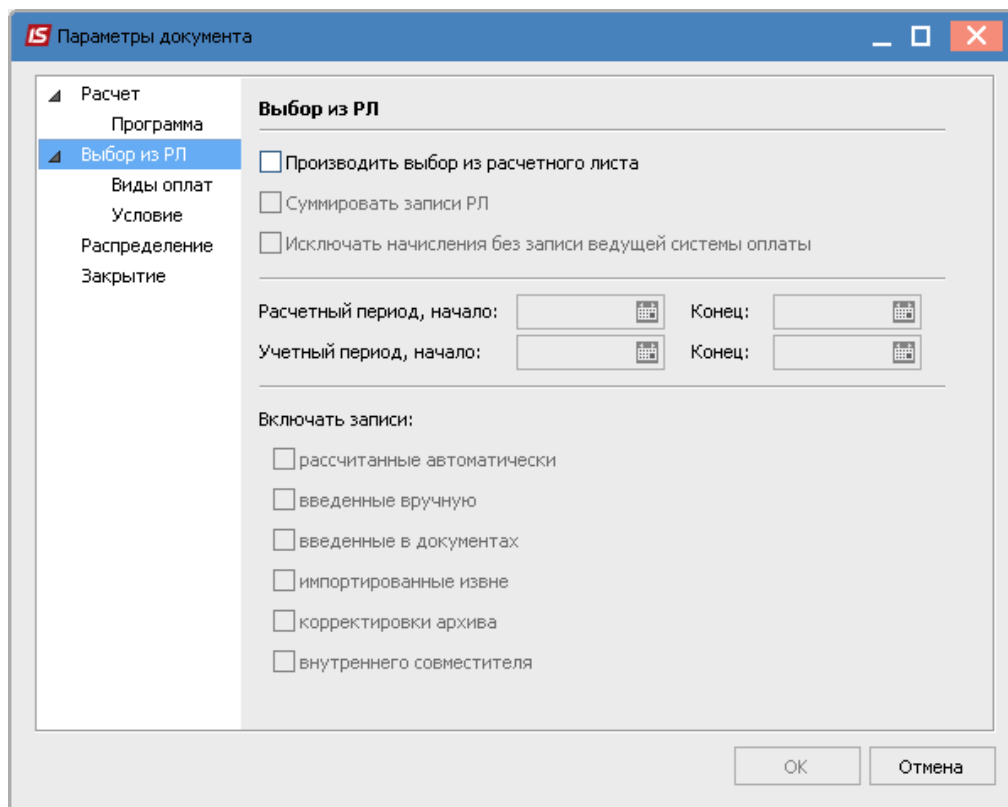 IS Параметры документа
Расчет
Программа
Выбор из РЛ
Виды оплат
Условие
Распределение
Закрытие
Выбор из РЛ
Производить выбор из расчетного листа
Суммировать записи РЛ
Исключать начисления без записи ведущей системы оплаты
Расчетный период, начало: Конец:
Учетный период, начало: Конец:
Включать записи:
рассчитанные автоматически
введенные вручную
введенные в документах
импортированные извне
корректировки архива
внутреннего совместителя
OK Отмена